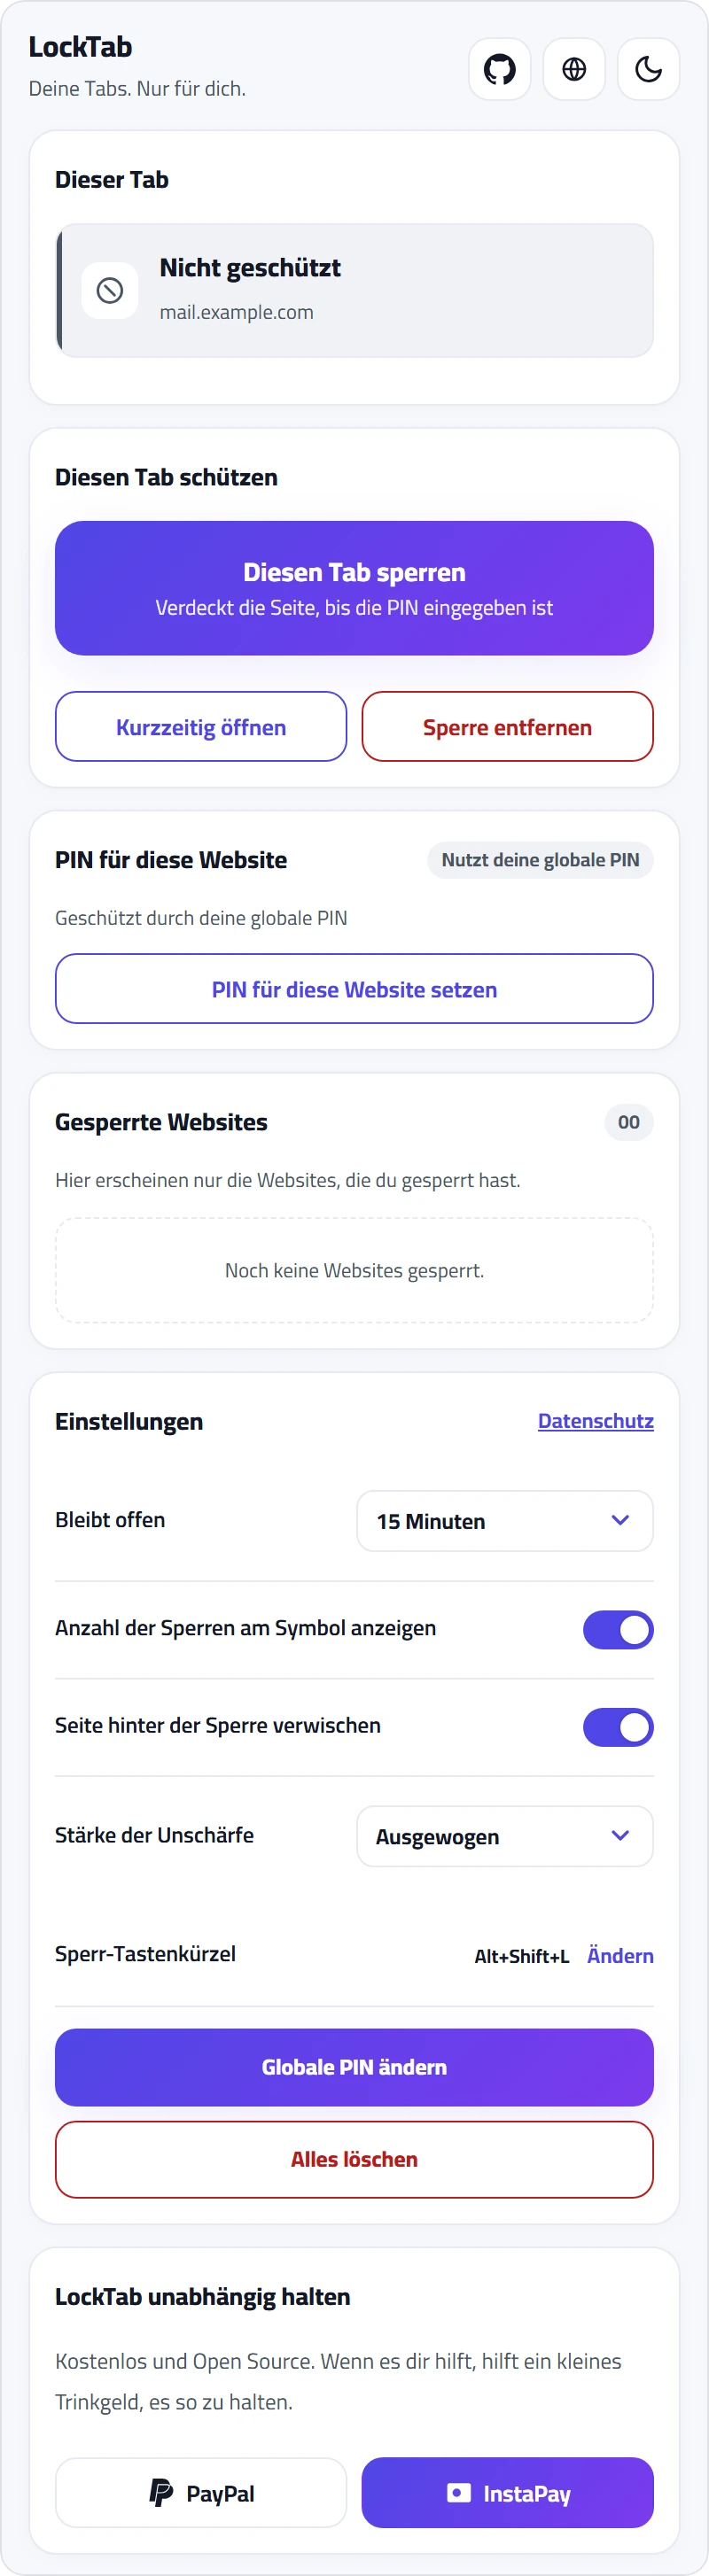 LockTab
Deine Tabs. Nur für dich.
Dieser Tab
Nicht geschützt
mail.example.com
Diesen Tab schützen
Diesen Tab sperren
Verdeckt die Seite, bis die PIN eingegeben ist
Kurzzeitig öffnen
Sperre entfernen
PIN für diese Website
Nutzt deine globale PIN
Geschützt durch deine globale PIN
PIN für diese Website setzen
Gesperrte Websites
00
Hier erscheinen nur die Websites, die du gesperrt hast.
Noch keine Websites gesperrt.
Einstellungen
Datenschutz
Bleibt offen
15 Minuten
Anzahl der Sperren am Symbol anzeigen
Seite hinter der Sperre verwischen
Stärke der Unschärfe
Ausgewogen
Sperr-Tastenkürzel
Alt+Shift+L
Ändern
Globale PIN ändern
Alles löschen
LockTab unabhängig halten
Kostenlos und Open Source. Wenn es dir hilft, hilft ein kleines
Trinkgeld, es so zu halten.
PayPal
InstaPay